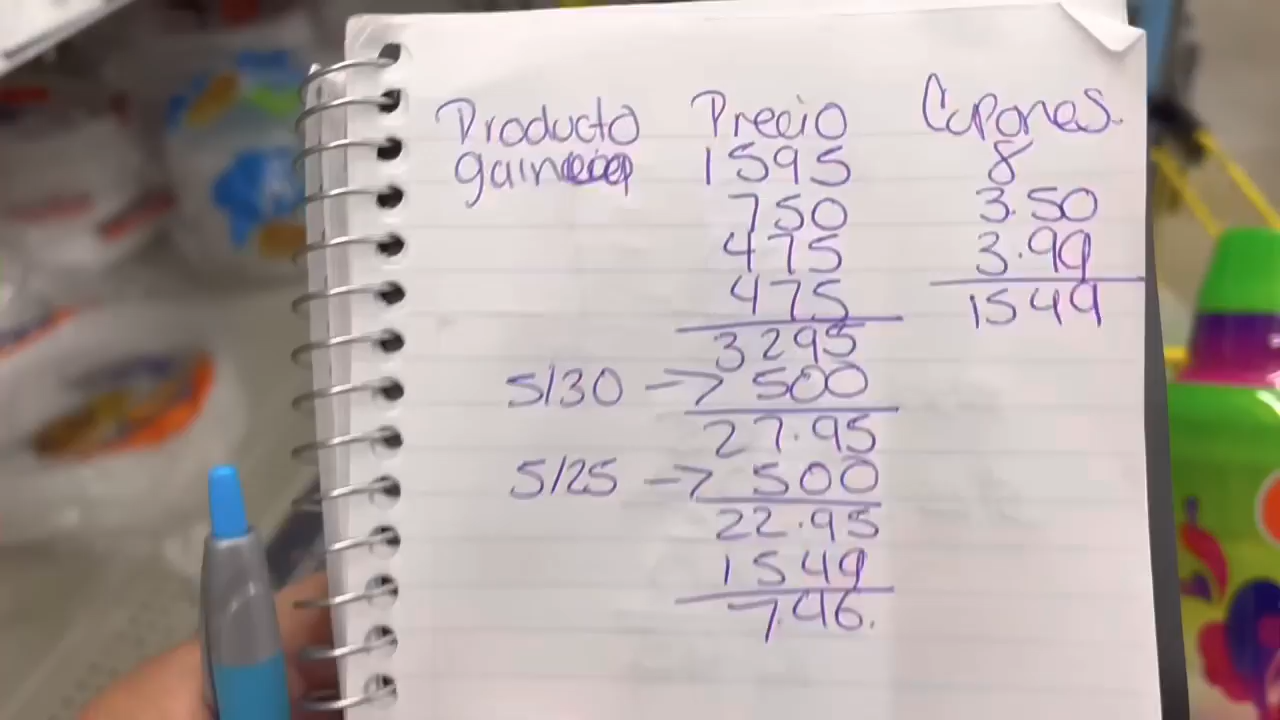 Producto Precio Cupones.
gain 1595 8
750 3.50
475 3.99
475 1549
3295
5/30 → 500
27.95
5/25 → 500
22.95
1549
7.46.